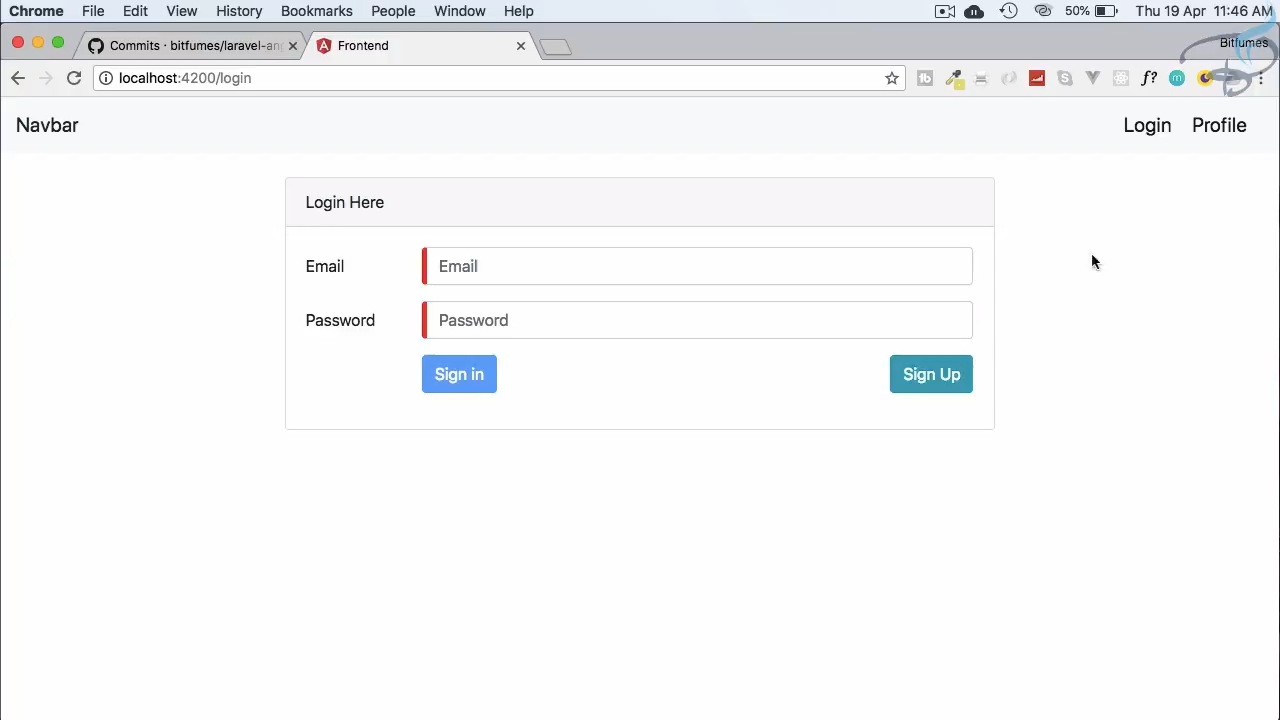 Chrome File Edit View History Bookmarks People Window Help 50% Thu 19 Apr 11:46 AM
Commits · bitfumes/laravel-an Frontend Bitfumes
localhost:4200/login f?
Navbar Login Profile
Login Here
Email Email
Password Password
Sign in Sign Up